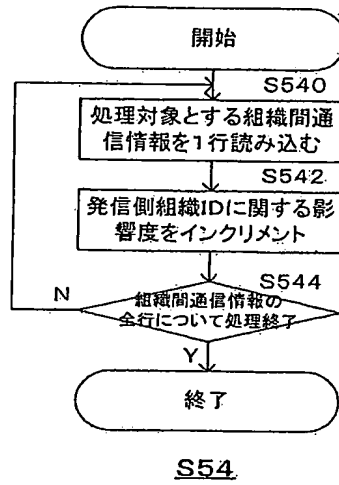 開始
S540
処理対象とする組織間通
信情報を1行読み込む
S542
発信側組織IDに関する影
響度をインクリメント
S544
N
組織間通信情報の
全行について処理終了
Y
終了
S54